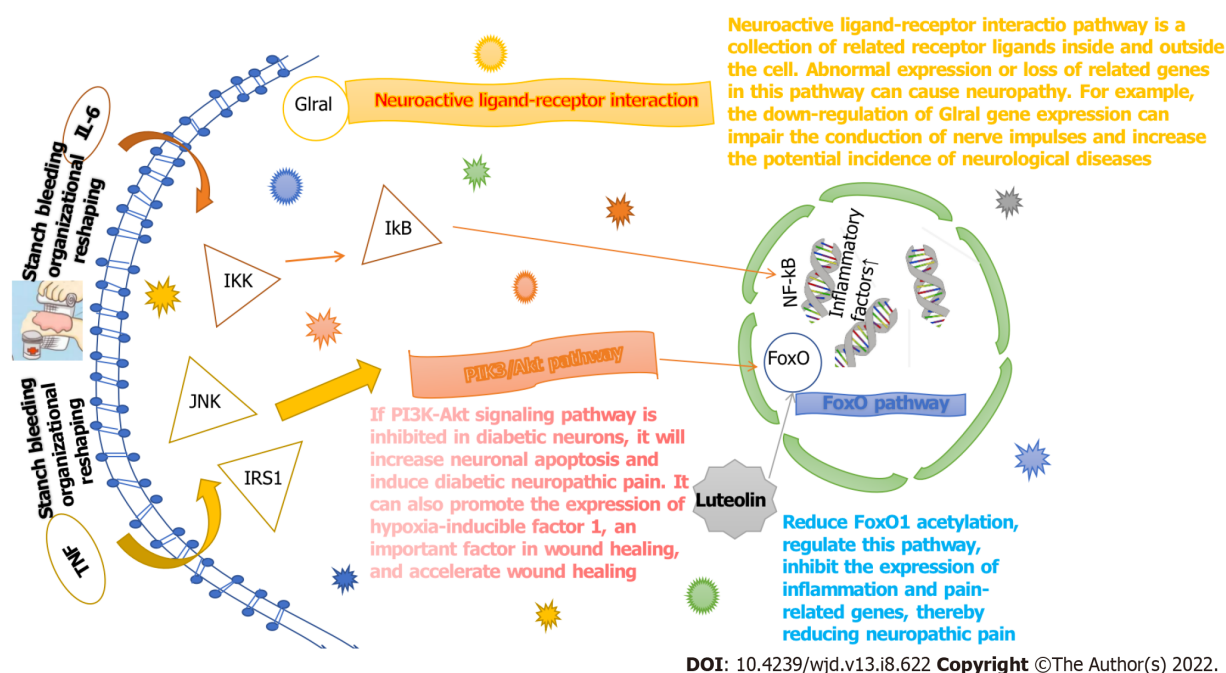 Neuroactive ligand-receptor interactio pathway is a
collection of related receptor ligands inside and outside
the cell. Abnormal expression or loss of related genes
in this pathway can cause neuropathy. For example,
the down-regulation of Glral gene expression can
impair the conduction of nerve impulses and increase
the potential incidence of neurological diseases
Glral
Neuroactive ligand-receptor interaction
IL-6
Stanch bleeding
organizational
reshaping
IkB
IKK
NF-kB
Inflammatory
factors↑
FoxO
FoxO pathway
PIK3/Akt pathway
JNK
IRS1
Stanch bleeding
organizational
reshaping
TNF
If PI3K-Akt signaling pathway is
inhibited in diabetic neurons, it will
increase neuronal apoptosis and
induce diabetic neuropathic pain. It
can also promote the expression of
hypoxia-inducible factor 1, an
important factor in wound healing,
and accelerate wound healing
Luteolin
Reduce FoxO1 acetylation,
regulate this pathway,
inhibit the expression of
inflammation and pain-
related genes, thereby
reducing neuropathic pain
DOI: 10.4239/wjd.v13.i8.622 Copyright ©The Author(s) 2022.